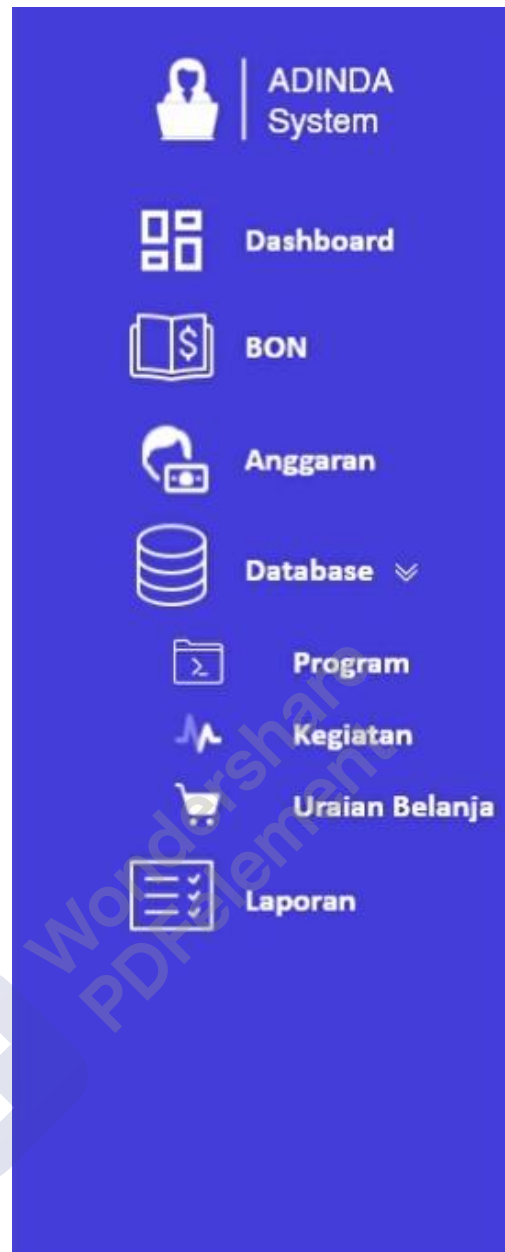 ADINDA
System
Dashboard
BON
$
Anggaran
Database
Program
Kegiatan
Uraian Belanja
Laporan
Wondershare
PDFelement